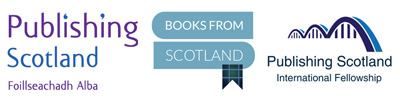 Publishing
Scotland
Foillseachadh Alba
BOOKS FROM
SCOTLAND
Publishing Scotland
International Fellowship